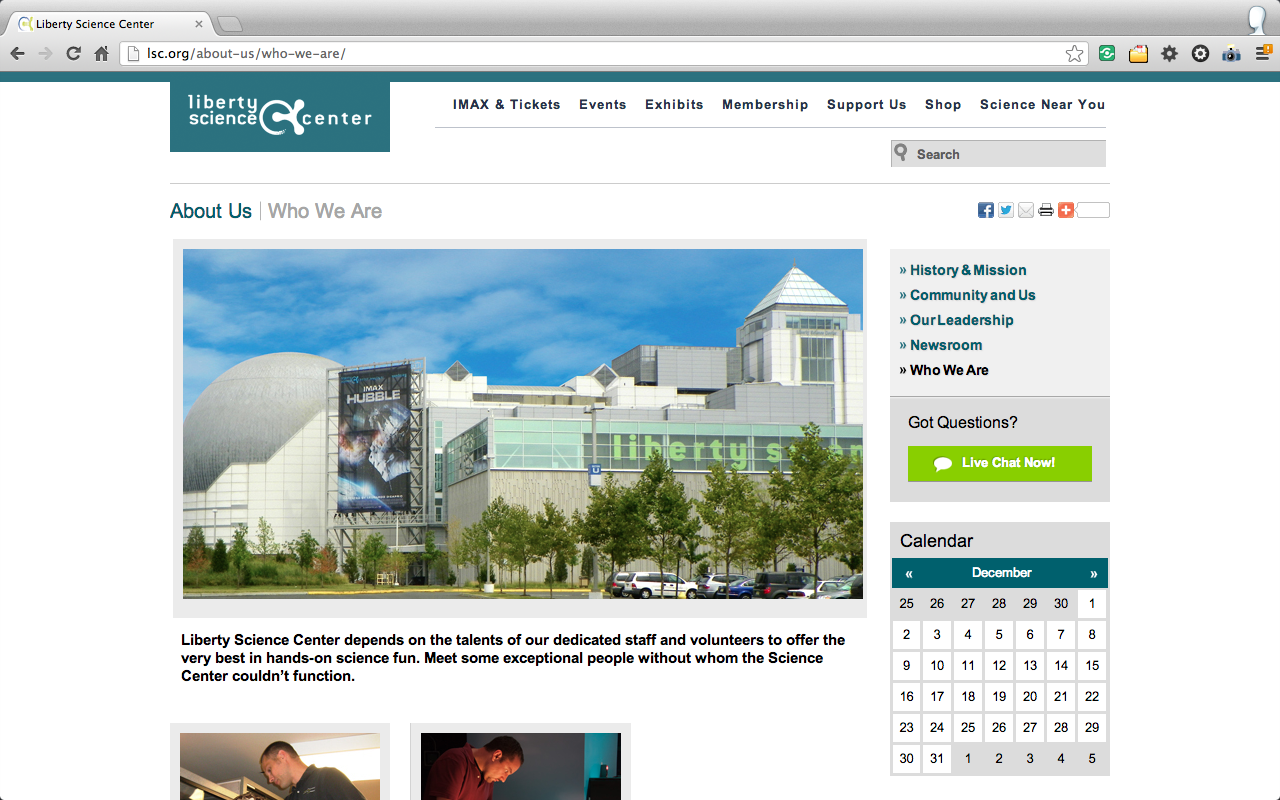 Liberty Science Center
lsc.org/about-us/who-we-are/
liberty
science center
IMAX & Tickets Events Exhibits Membership Support Us Shop Science Near You
Search
About Us | Who We Are
» History & Mission
» Community and Us
» Our Leadership
» Newsroom
» Who We Are
IMAX
HUBBLE
liberty scien
Got Questions?
Live Chat Now!
Calendar
« December »
25 26 27 28 29 30 1
2 3 4 5 6 7 8
9 10 11 12 13 14 15
16 17 18 19 20 21 22
23 24 25 26 27 28 29
30 31 1 2 3 4 5
Liberty Science Center depends on the talents of our dedicated staff and volunteers to offer the
very best in hands-on science fun. Meet some exceptional people without whom the Science
Center couldn’t function.